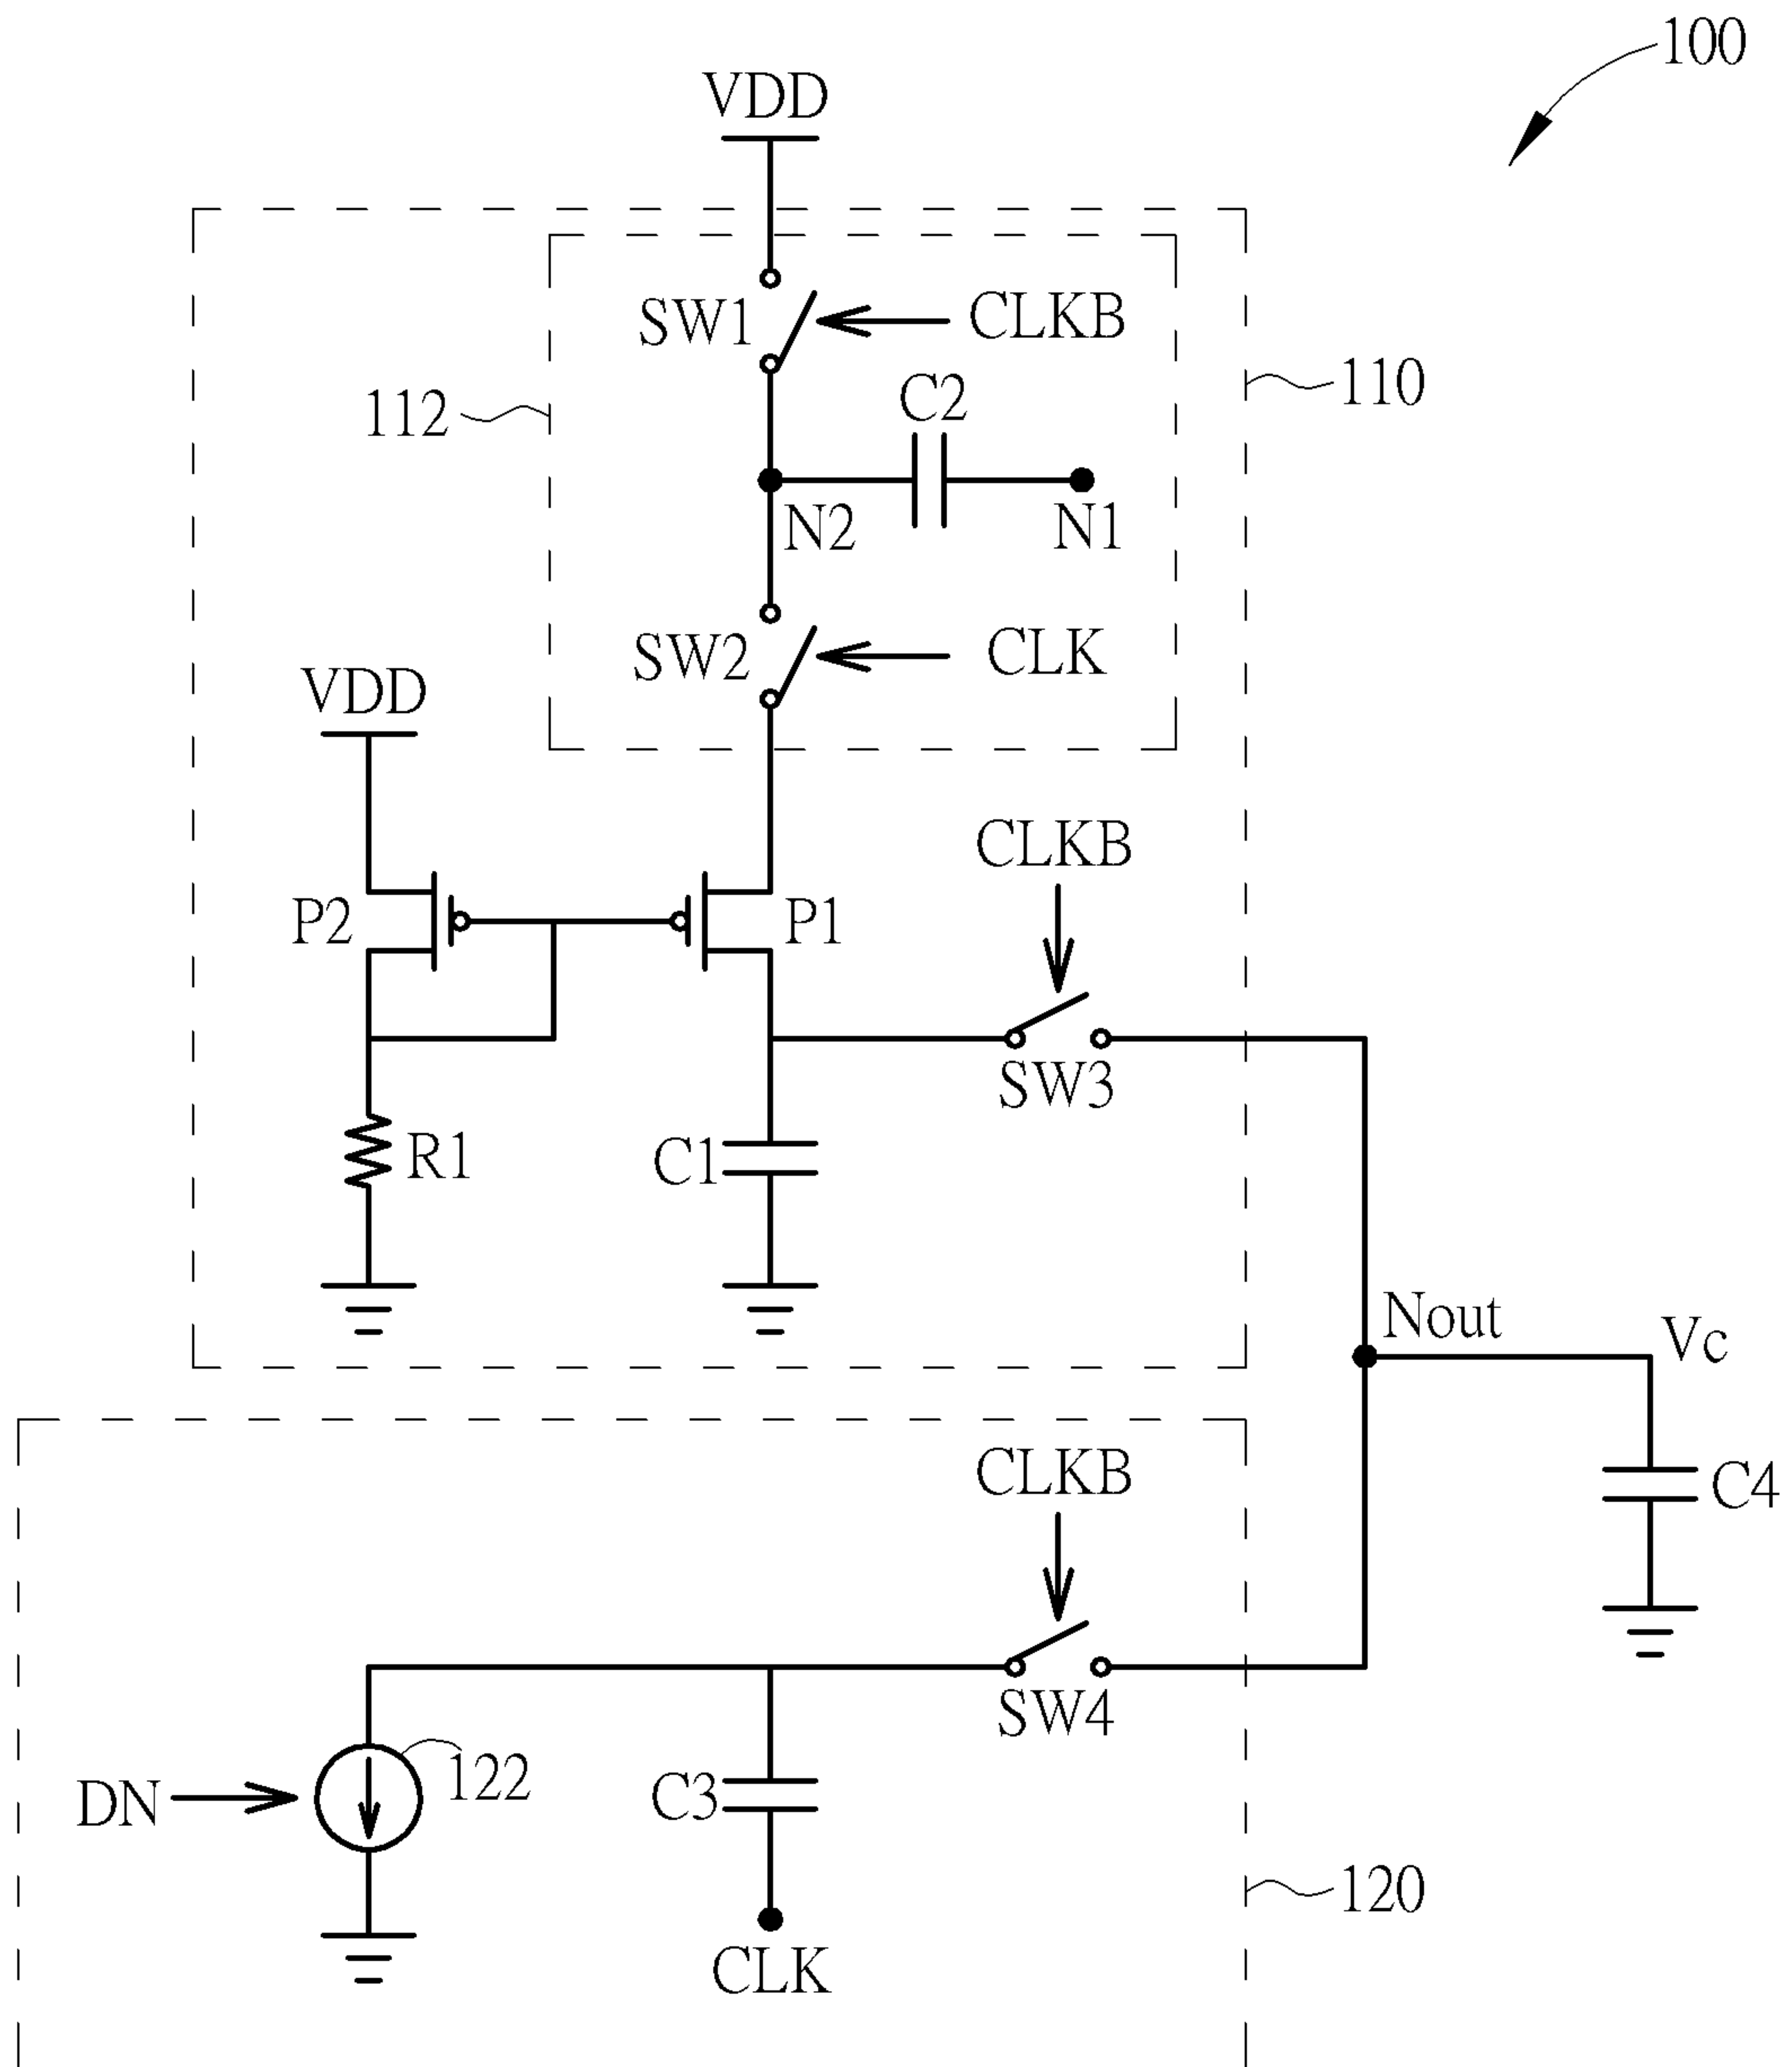 100
VDD
SW1
CLKB
110
112
C2
N2
N1
SW2
CLK
VDD
CLKB
P2
P1
SW3
R1
C1
Nout
Vc
CLKB
C4
SW4
122
DN
C3
120
CLK